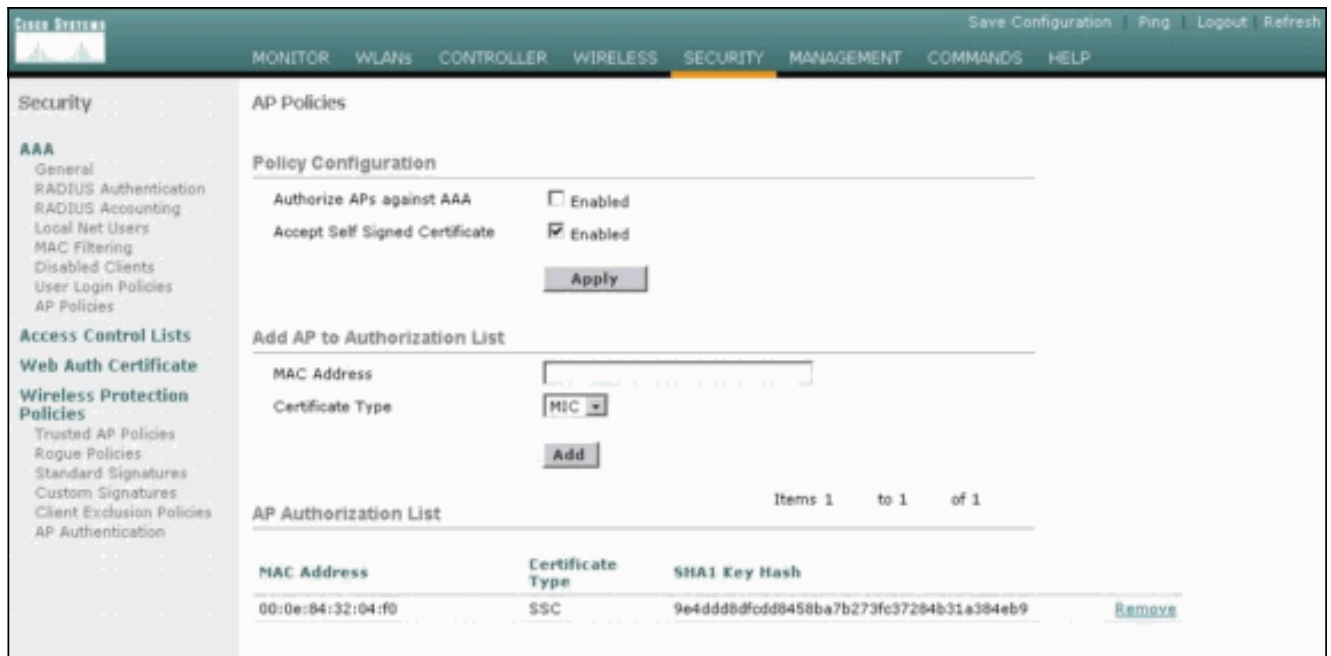 CISCO SYSTEMS
Save Configuration | Ping | Logout | Refresh
MONITOR WLANs CONTROLLER WIRELESS SECURITY MANAGEMENT COMMANDS HELP
Security
AAA
General
RADIUS Authentication
RADIUS Accounting
Local Net Users
MAC Filtering
Disabled Clients
User Login Policies
AP Policies
Access Control Lists
Web Auth Certificate
Wireless Protection
Policies
Trusted AP Policies
Rogue Policies
Standard Signatures
Custom Signatures
Client Exclusion Policies
AP Authentication
AP Policies
Policy Configuration
Authorize APs against AAA Enabled
Accept Self Signed Certificate Enabled
Apply
Add AP to Authorization List
MAC Address
Certificate Type MIC
Add
Items 1 to 1 of 1
AP Authorization List
MAC Address Certificate Type SHA1 Key Hash
00:0e:84:32:04:f0 SSC 9e4ddd8dfcdd8458ba7b273fc37284b31a384eb9 Remove